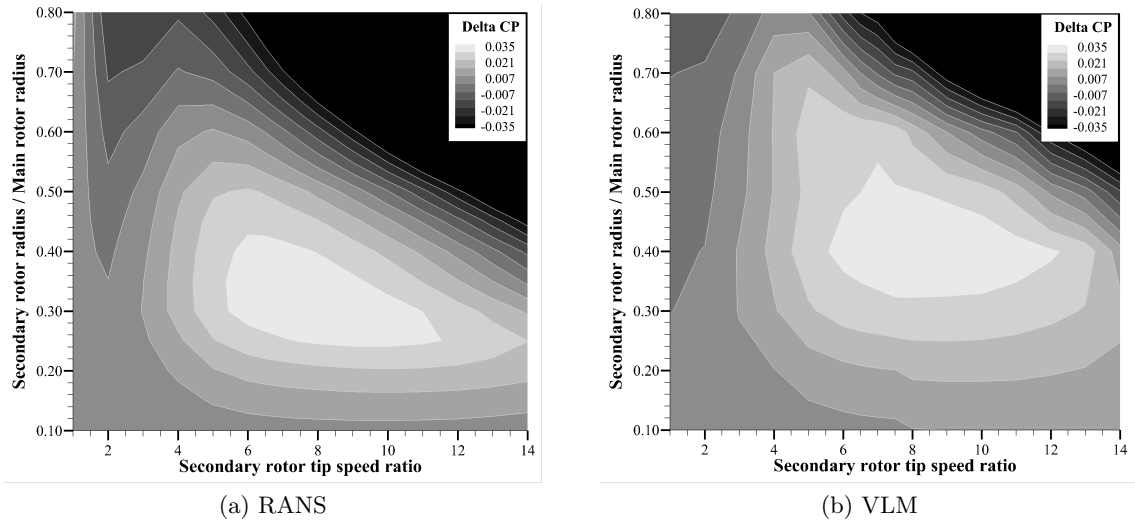 0.80
0.70
0.60
0.50
0.40
0.30
0.20
0.10
Secondary rotor radius / Main rotor radius
Delta CP
0.035
0.021
0.007
-0.007
-0.021
-0.035
2 4 6 8 10 12 14
Secondary rotor tip speed ratio
(a) RANS
0.80
0.70
0.60
0.50
0.40
0.30
0.20
0.10
Secondary rotor radius / Main rotor radius
Delta CP
0.035
0.021
0.007
-0.007
-0.021
-0.035
2 4 6 8 10 12 14
Secondary rotor tip speed ratio
(b) VLM